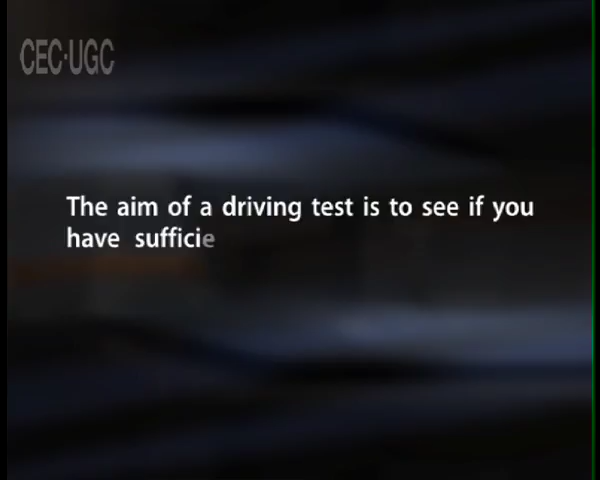 CEC-UGC
The aim of a driving test is to see if you
have sufficie